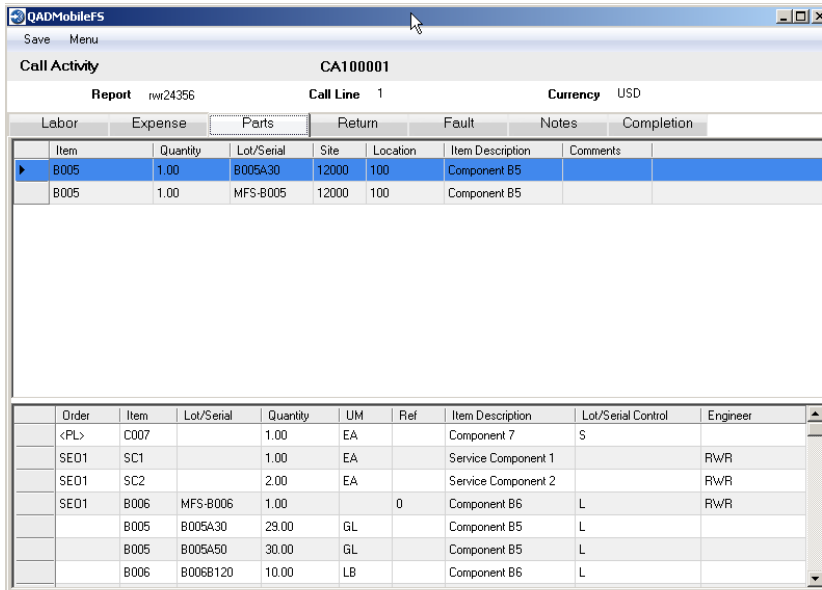 QADMobileFS
Save Menu
Call Activity CA100001
Report rwr24356 Call Line 1 Currency USD
Labor Expense Parts Return Fault Notes Completion
Item Quantity Lot/Serial Site Location Item Description Comments
B005 1.00 B005A30 12000 100 Component B5
B005 1.00 MFS-B005 12000 100 Component B5
Order Item Lot/Serial Quantity UM Ref Item Description Lot/Serial Control Engineer
<PL> C007 1.00 EA Component 7 S
SEO1 SC1 1.00 EA Service Component 1 RWR
SEO1 SC2 2.00 EA Service Component 2 RWR
SEO1 B006 MFS-B006 1.00 0 Component B6 L RWR
B005 B005A30 29.00 GL Component B5 L
B005 B005A50 30.00 GL Component B5 L
B006 B006B120 10.00 LB Component B6 L